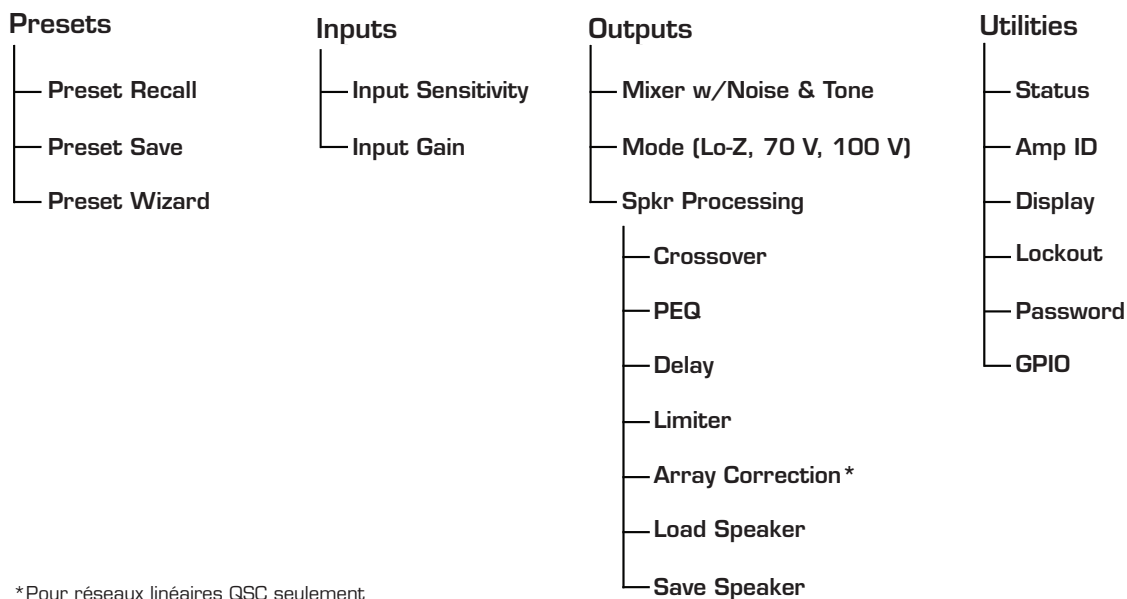 Presets
Preset Recall
Preset Save
Preset Wizard
Inputs
Input Sensitivity
Input Gain
Outputs
Mixer w/Noise & Tone
Mode (Lo-Z, 70 V, 100 V)
Spkr Processing
Crossover
PEQ
Delay
Limiter
Array Correction*
Load Speaker
Save Speaker
Utilities
Status
Amp ID
Display
Lockout
Password
GPIO
*Pour réseaux linéaires QSC seulement